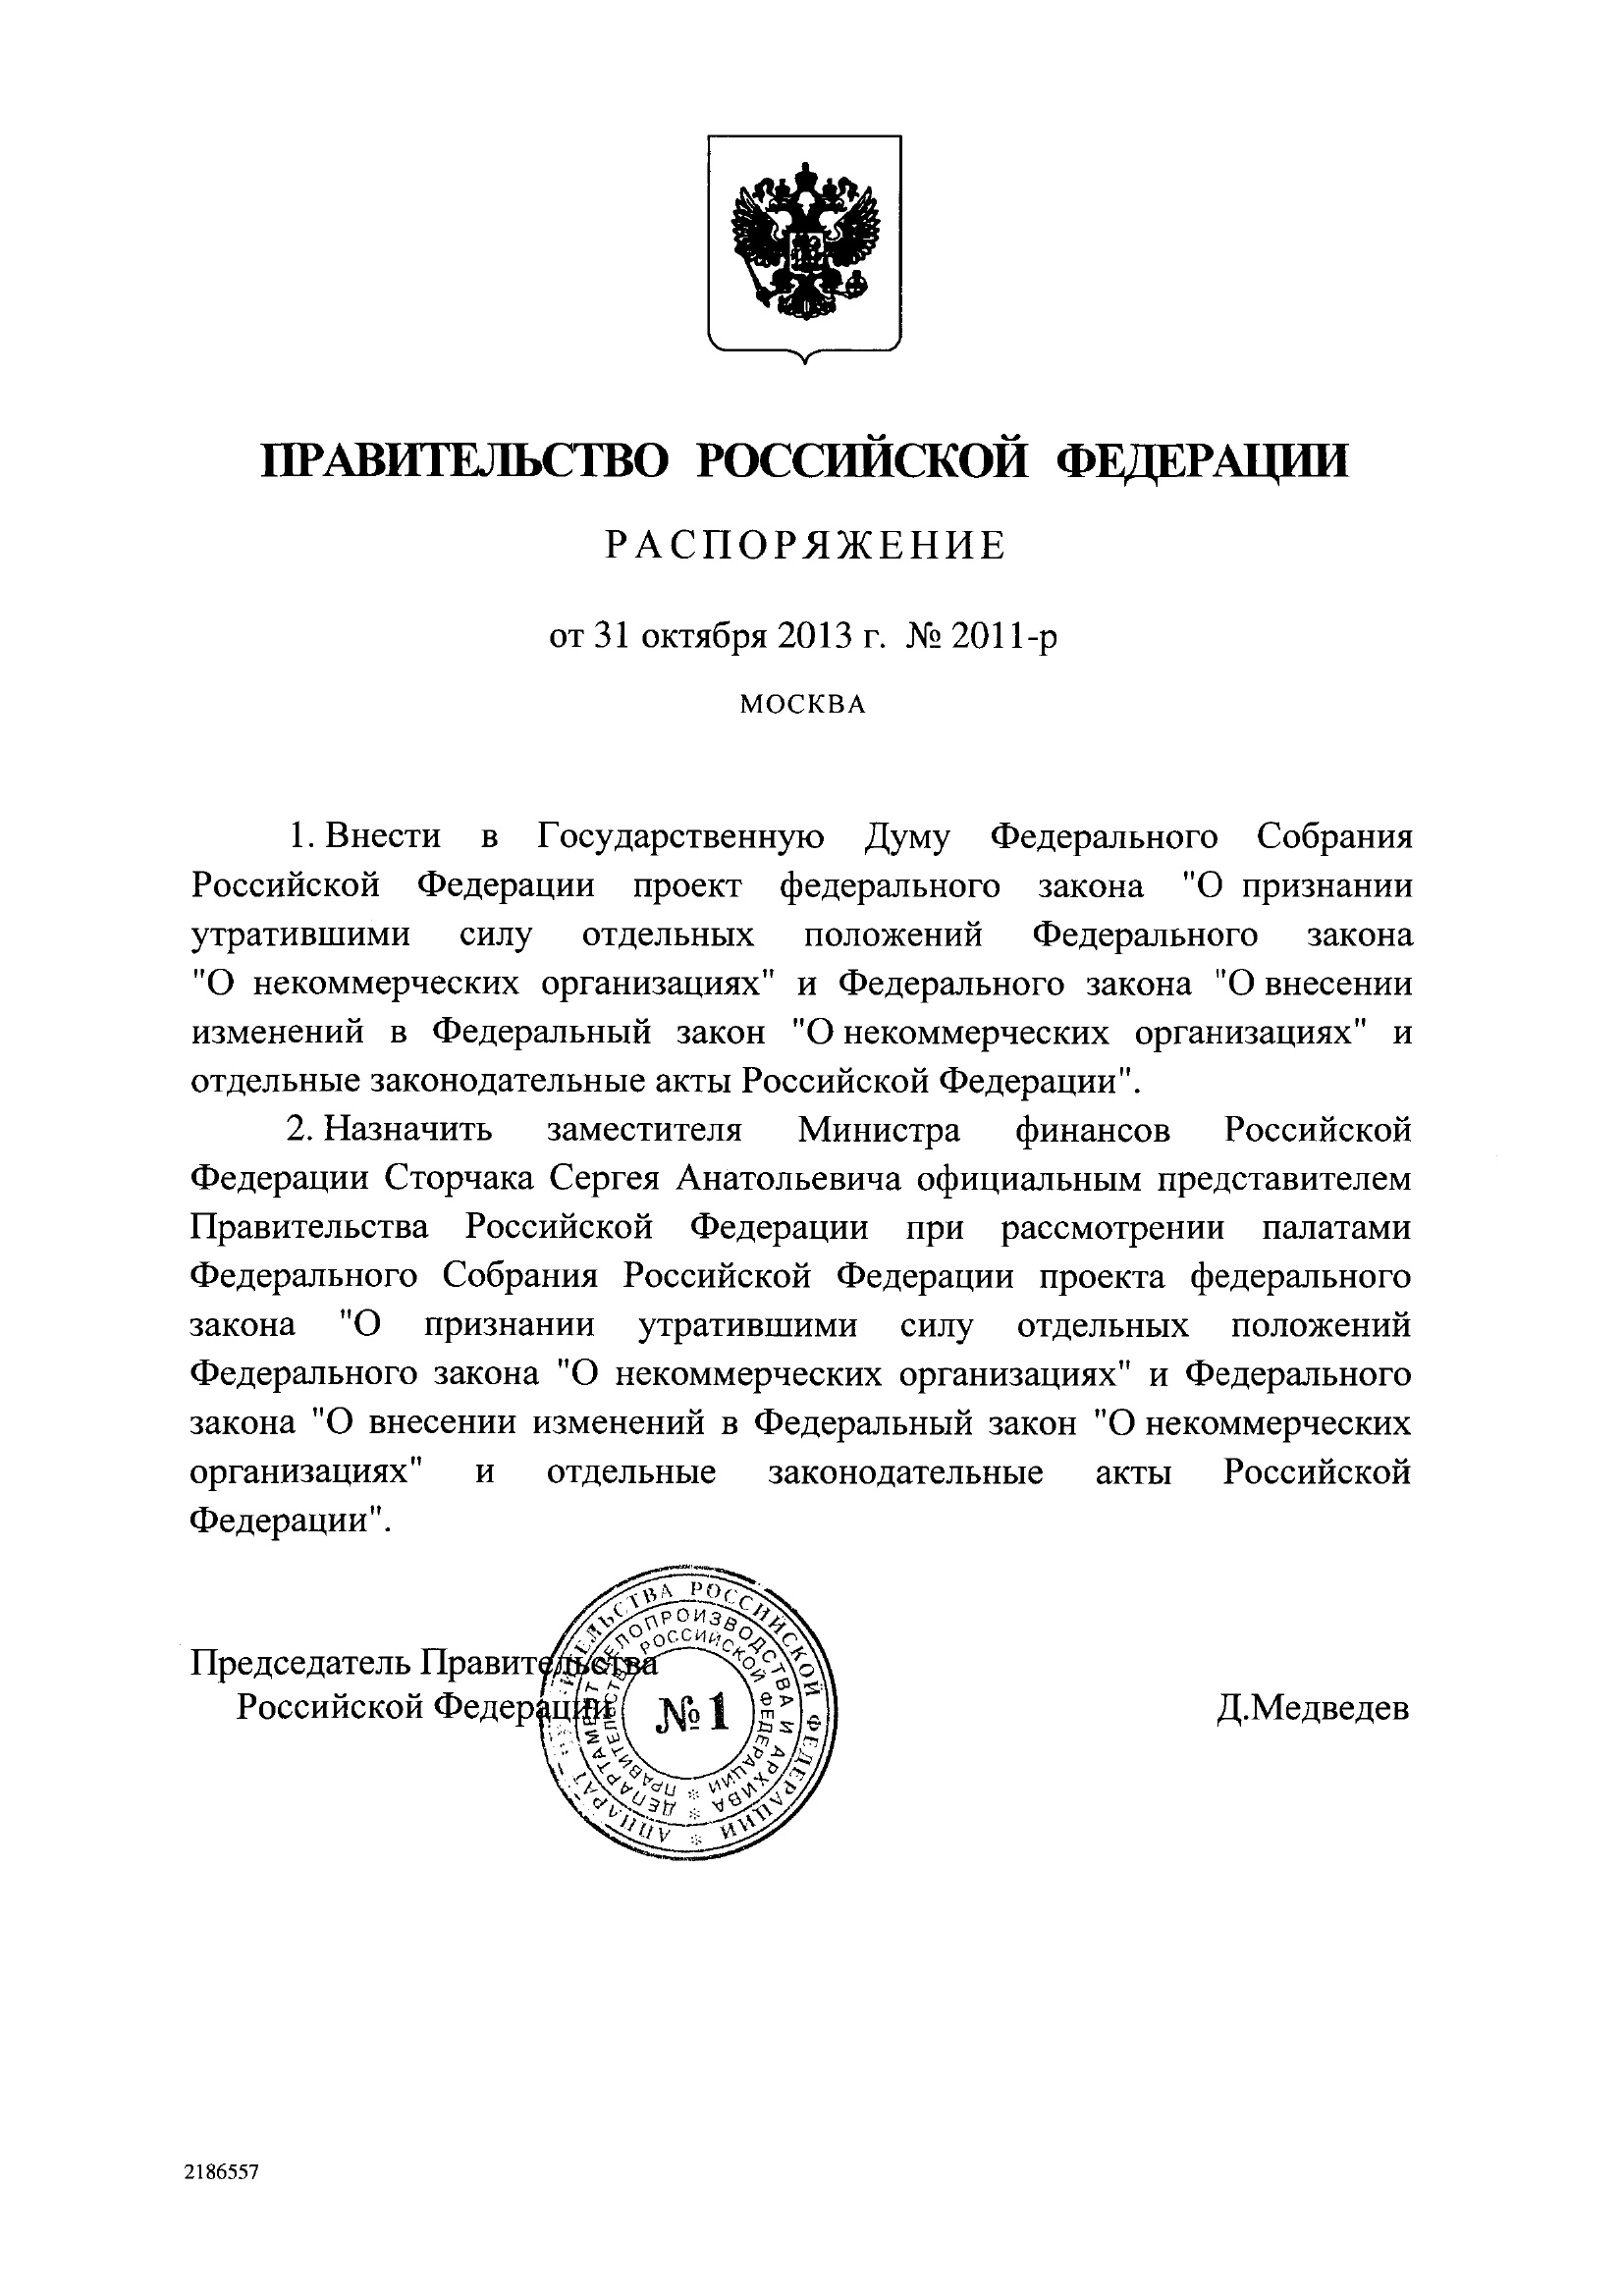 ПРАВИТЕЛЬСТВО РОССИЙСКОЙ ФЕДЕРАЦИИ
РАСПОРЯЖЕНИЕ
от 31 октября 2013 г. № 2011-р
МОСКВА
1. Внести в Государственную Думу Федерального Собрания
Российской Федерации проект федерального закона "О признании
утратившими силу отдельных положений Федерального закона
"О некоммерческих организациях" и Федерального закона "О внесении
изменений в Федеральный закон "О некоммерческих организациях" и
отдельные законодательные акты Российской Федерации".
2. Назначить заместителя Министра финансов Российской
Федерации Сторчака Сергея Анатольевича официальным представителем
Правительства Российской Федерации при рассмотрении палатами
Федерального Собрания Российской Федерации проекта федерального
закона "О признании утратившими силу отдельных положений
Федерального закона "О некоммерческих организациях" и Федерального
закона "О внесении изменений в Федеральный закон "О некоммерческих
организациях" и отдельные законодательные акты Российской
Федерации".
Председатель Правительства
Российской Федерации
Д.Медведев
АППАРАТ ПРАВИТЕЛЬСТВА РОССИЙСКОЙ ФЕДЕРАЦИИ *
ДЕПАРТАМЕНТ ДЕЛОПРОИЗВОДСТВА И АРХИВА *
ПРАВИТЕЛЬСТВА РОССИЙСКОЙ ФЕДЕРАЦИИ *
№1
2186557